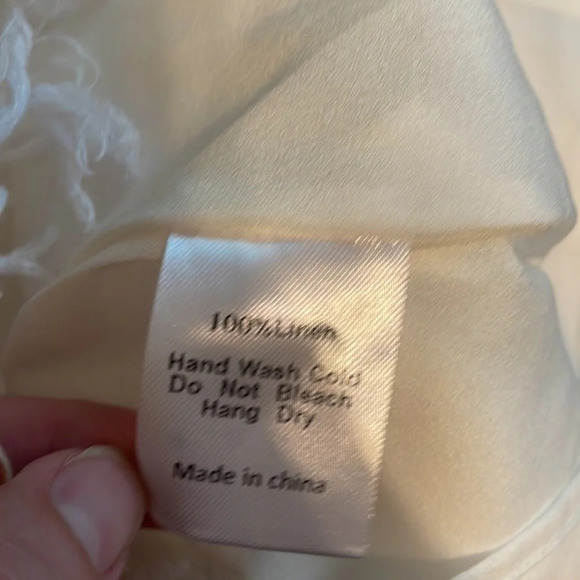 100%Linen
Hand Wash Cold
Do Not Bleach
Hang Dry
Made in china